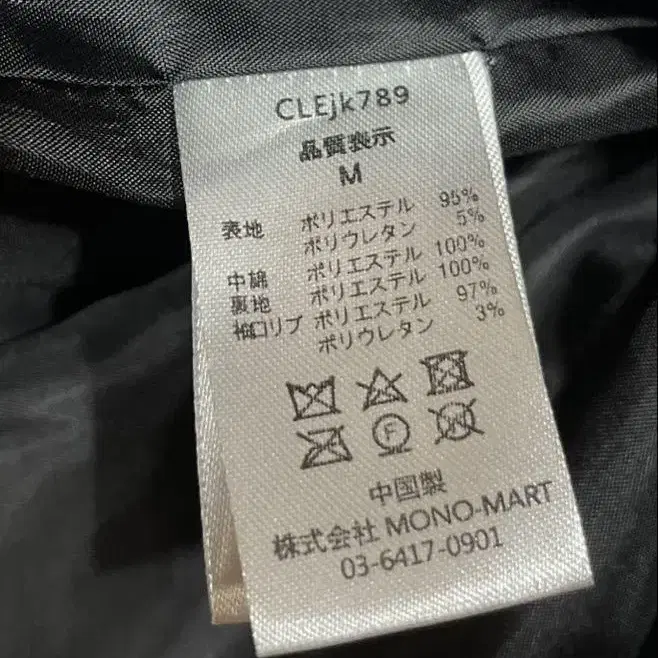 CLEjk789
品質表示
M
表地 ポリエステル 95%
ポリウレタン 5%
中綿 ポリエステル 100%
裏地 ポリエステル 100%
袖口リブ ポリエステル 97%
ポリウレタン 3%
F
W
中国製
株式会社 MONO-MART
03-6417-0901